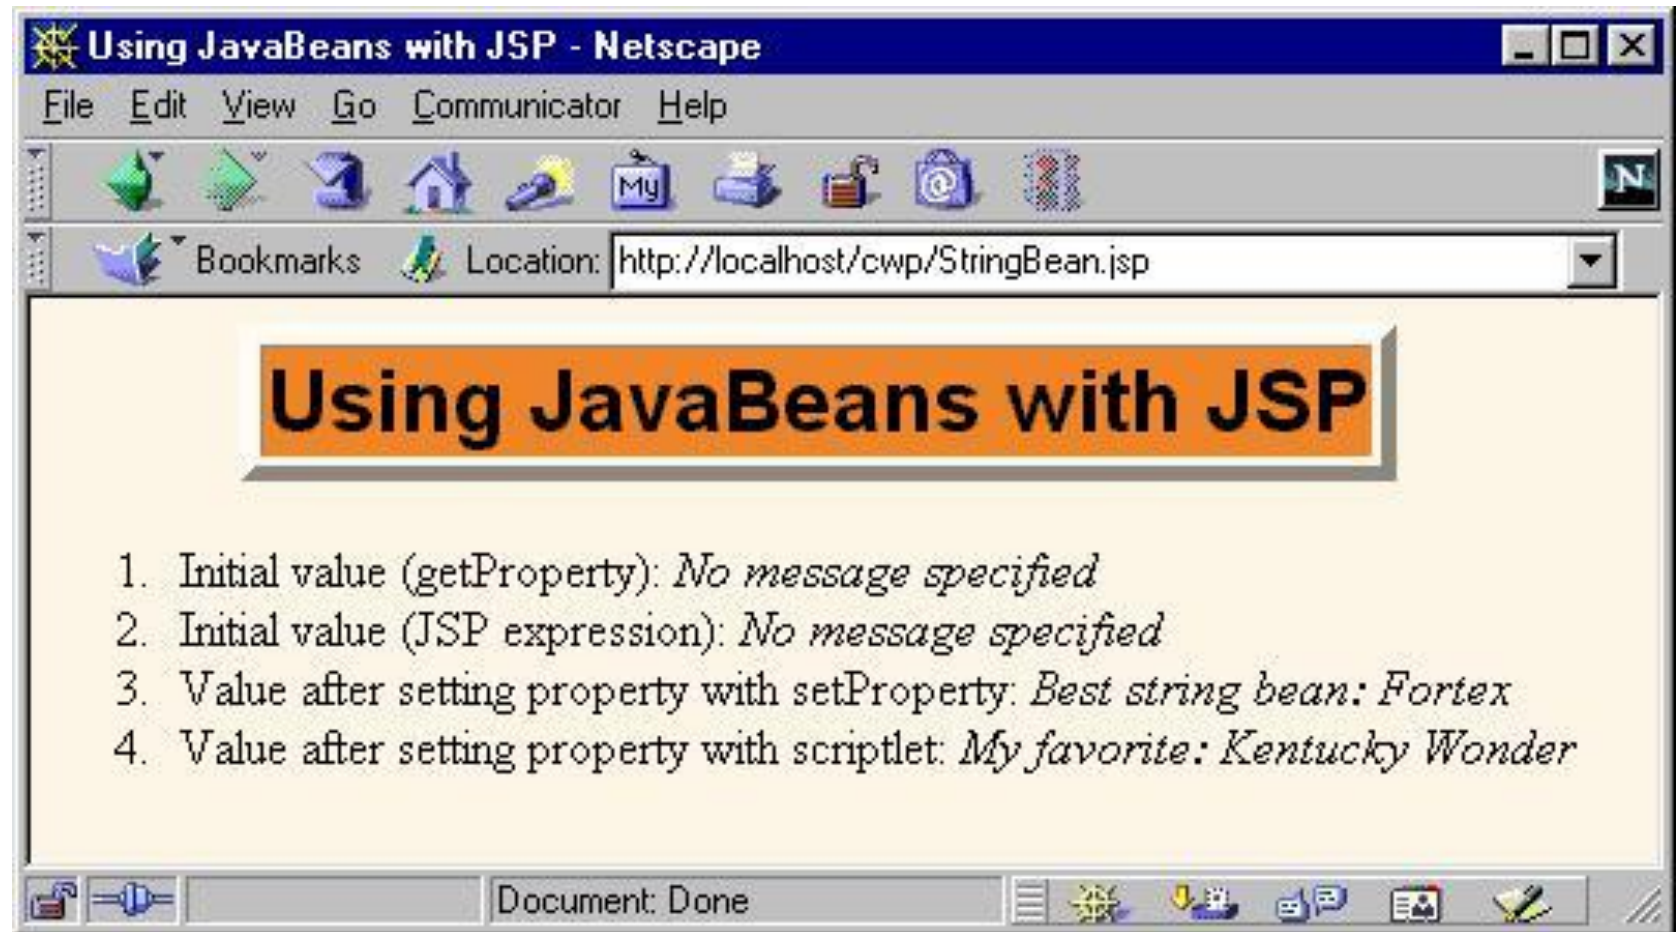 Using JavaBeans with JSP - Netscape
File Edit View Go Communicator Help
My
N
Bookmarks Location: http://localhost/cwp/StringBean.jsp
Using JavaBeans with JSP
1. Initial value (getProperty): No message specified
2. Initial value (JSP expression): No message specified
3. Value after setting property with setProperty: Best string bean: Fortex
4. Value after setting property with scriptlet: My favorite: Kentucky Wonder
Document: Done